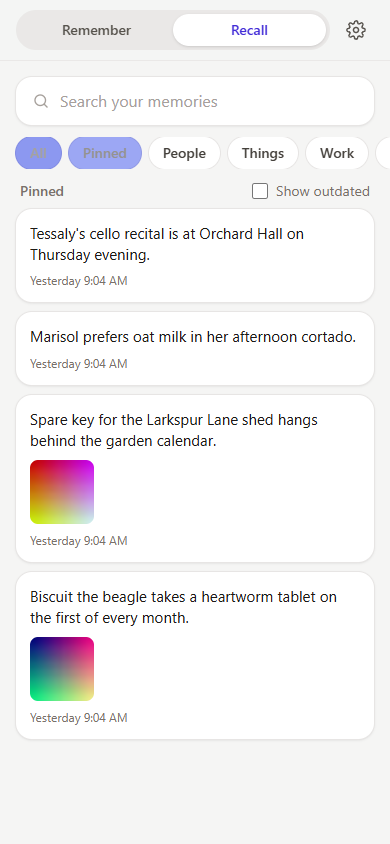 Remember
Recall
Search your memories
All
Pinned
People
Things
Work
Pinned
Show outdated
Tessaly's cello recital is at Orchard Hall on
Thursday evening.
Yesterday 9:04 AM
Marisol prefers oat milk in her afternoon cortado.
Yesterday 9:04 AM
Spare key for the Larkspur Lane shed hangs
behind the garden calendar.
Yesterday 9:04 AM
Biscuit the beagle takes a heartworm tablet on
the first of every month.
Yesterday 9:04 AM